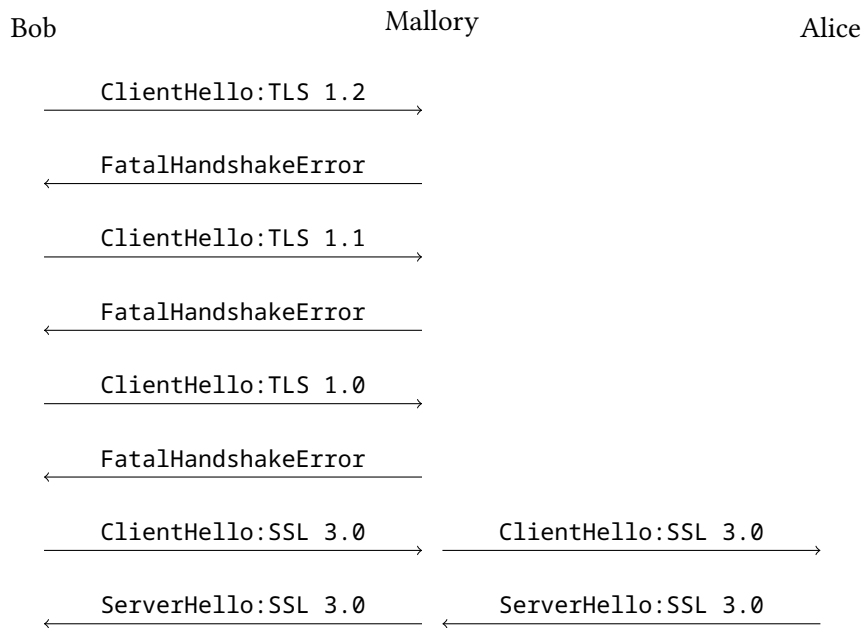 Bob Mallory Alice
ClientHello:TLS 1.2
FatalHandshakeError
ClientHello:TLS 1.1
FatalHandshakeError
ClientHello:TLS 1.0
FatalHandshakeError
ClientHello:SSL 3.0 ClientHello:SSL 3.0
ServerHello:SSL 3.0 ServerHello:SSL 3.0